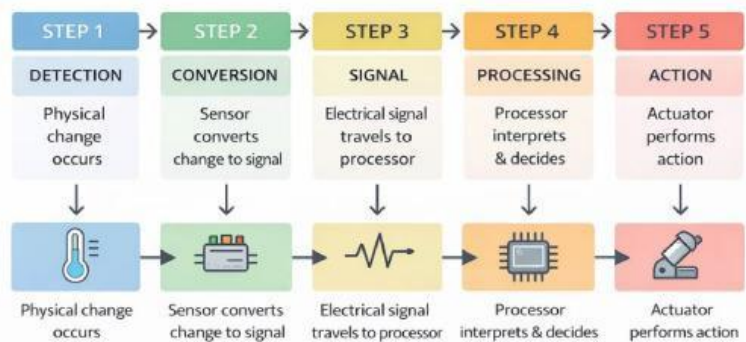 STEP 1
STEP 2
STEP 3
STEP 4
STEP 5
DETECTION
CONVERSION
SIGNAL
PROCESSING
ACTION
Physical
change
occurs
Sensor
converts
change to signal
Electrical signal
travels to
processor
Processor
interprets
& decides
Actuator
performs
action
Physical change
occurs
Sensor converts
change to signal
Electrical signal
travels to processor
Processor
interprets & decides
Actuator
performs action